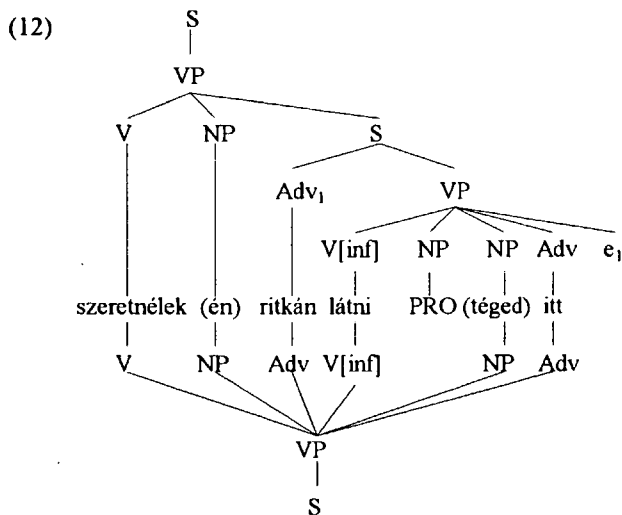 (12)
S
VP
V NP S
Adv₁ VP
V[inf] NP NP Adv e₁
szeretnélek (én) ritkán látni PRO (téged) itt
V NP Adv V[inf] NP Adv
VP
S